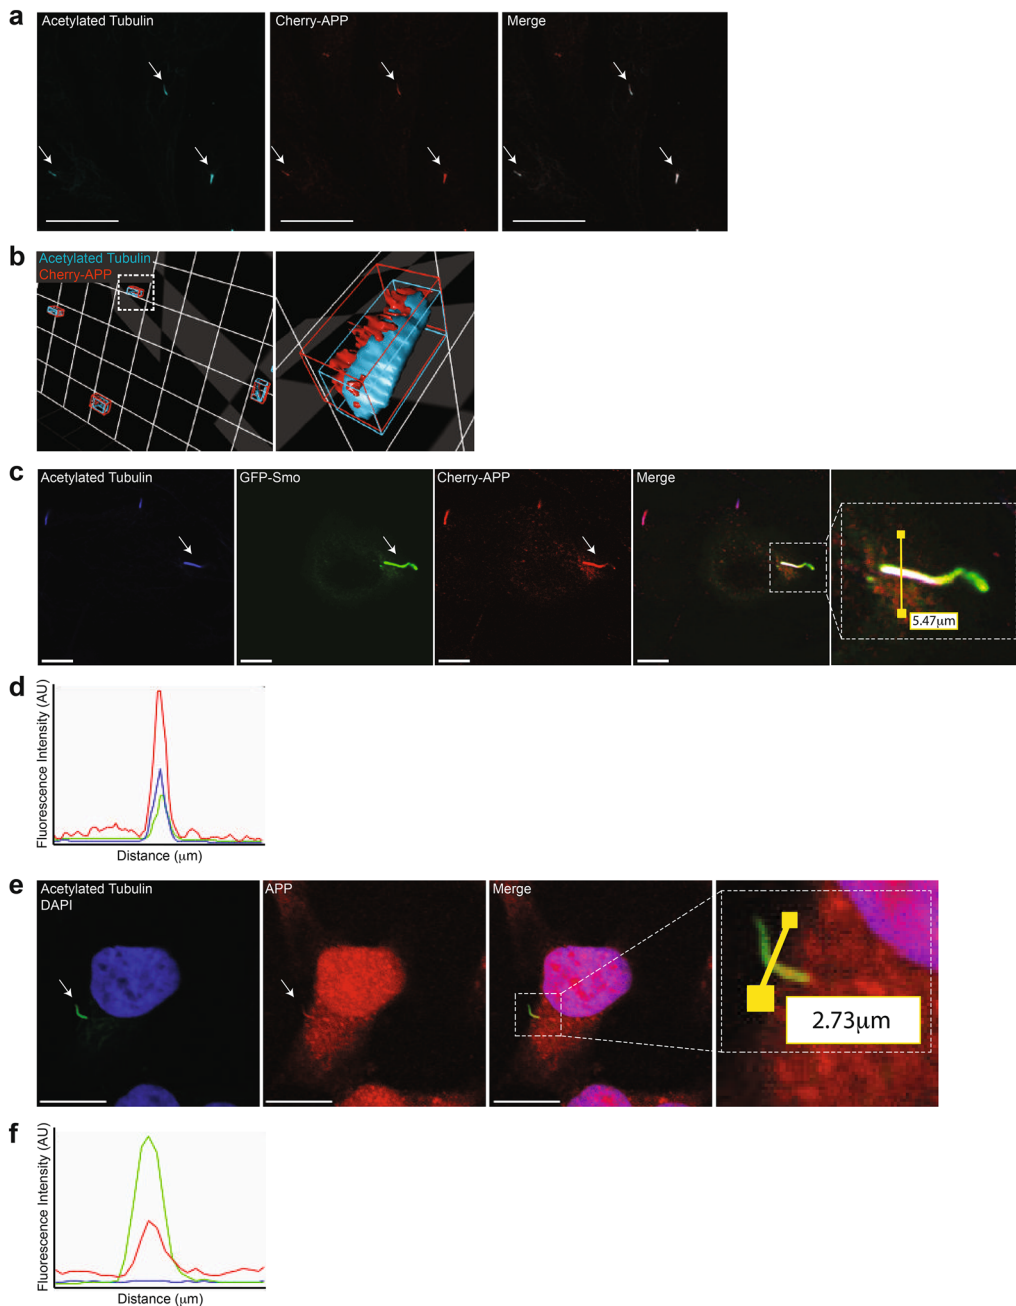 a
Acetylated Tubulin
Cherry-APP
Merge
b
Acetylated Tubulin
Cherry-APP
c
Acetylated Tubulin
GFP-Smo
Cherry-APP
Merge
5.47μm
d
Fluorescence Intensity (AU)
Distance (μm)
e
Acetylated Tubulin
DAPI
APP
Merge
2.73μm
f
Fluorescence Intensity (AU)
Distance (μm)